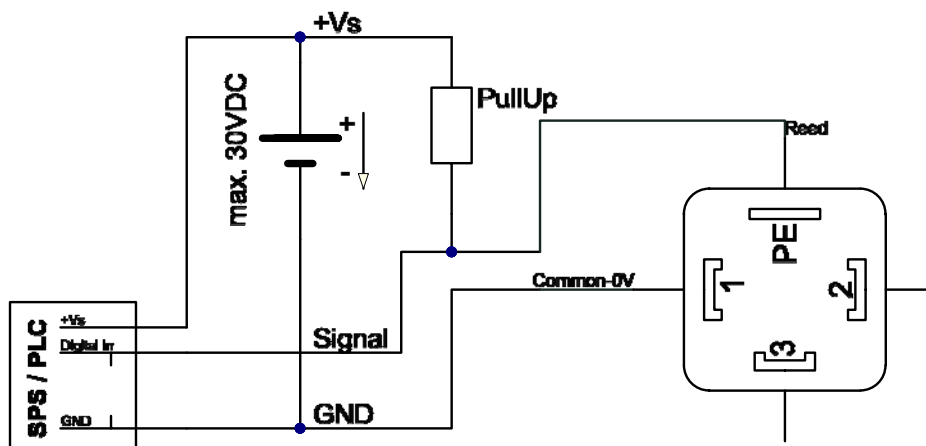 +Vs
max. 30VDC
+
-
PullUp
Reed
PE
1
2
3
Common-0V
SPS / PLC
+Vs
Digital In
Signal
GND
GND